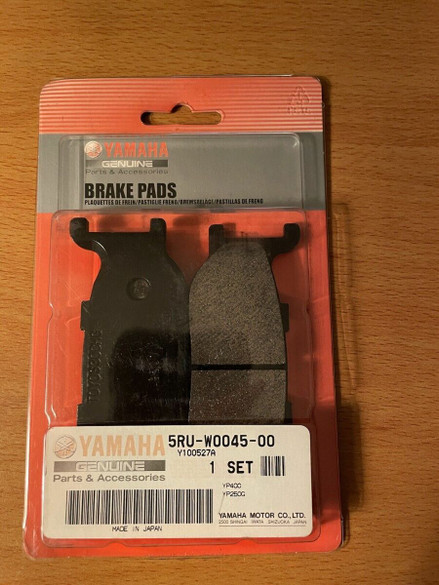 YAMAHA
GENUINE
Parts & Accessories
BRAKE PADS
PLAQUETTES DE FREIN/PASTIGLIE FRENO/BREMSBELÄGE/PASTILLAS DE FRENO
YAMAHA
GENUINE
Parts & Accessories
5RU-W0045-00
Y100527A
1 SET
YP400
YP250G
MADE IN JAPAN
YAMAHA MOTOR CO.,LTD.
2500 SHINGAI IWATA SHIZUOKA JAPAN